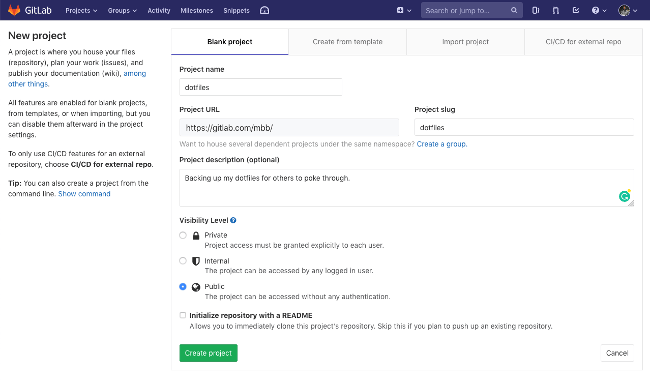 GitLab Projects Groups Activity Milestones Snippets Search or jump to...
New project
A project is where you house your files
(repository), plan your work (issues), and
publish your documentation (wiki), among
other things.
All features are enabled for blank projects,
from templates, or when importing, but you
can disable them afterward in the project
settings.
To only use CI/CD features for an external
repository, choose CI/CD for external repo.
Tip: You can also create a project from the
command line. Show command
Blank project Create from template Import project CI/CD for external repo
Project name
dotfiles
Project URL Project slug
https://gitlab.com/mbb/ dotfiles
Want to house several dependent projects under the same namespace? Create a group.
Project description (optional)
Backing up my dotfiles for others to poke through.
Visibility Level
Private
Project access must be granted explicitly to each user.
Internal
The project can be accessed by any logged in user.
Public
The project can be accessed without any authentication.
Initialize repository with a README
Allows you to immediately clone this project's repository. Skip this if you plan to push up an existing repository.
Create project Cancel